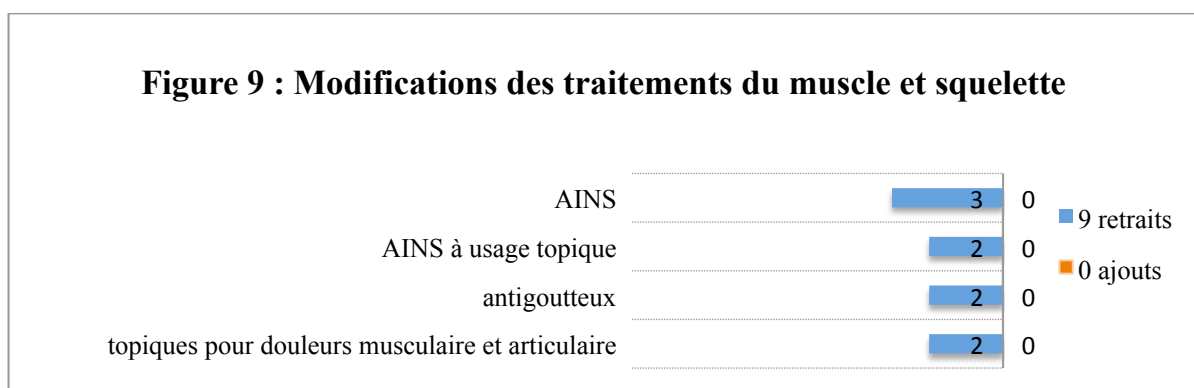 Figure 9 : Modifications des traitements du muscle et squelette
AINS 3 0
AINS à usage topique 2 0
antigoutteux 2 0
topiques pour douleurs musculaire et articulaire 2 0
9 retraits
0 ajouts